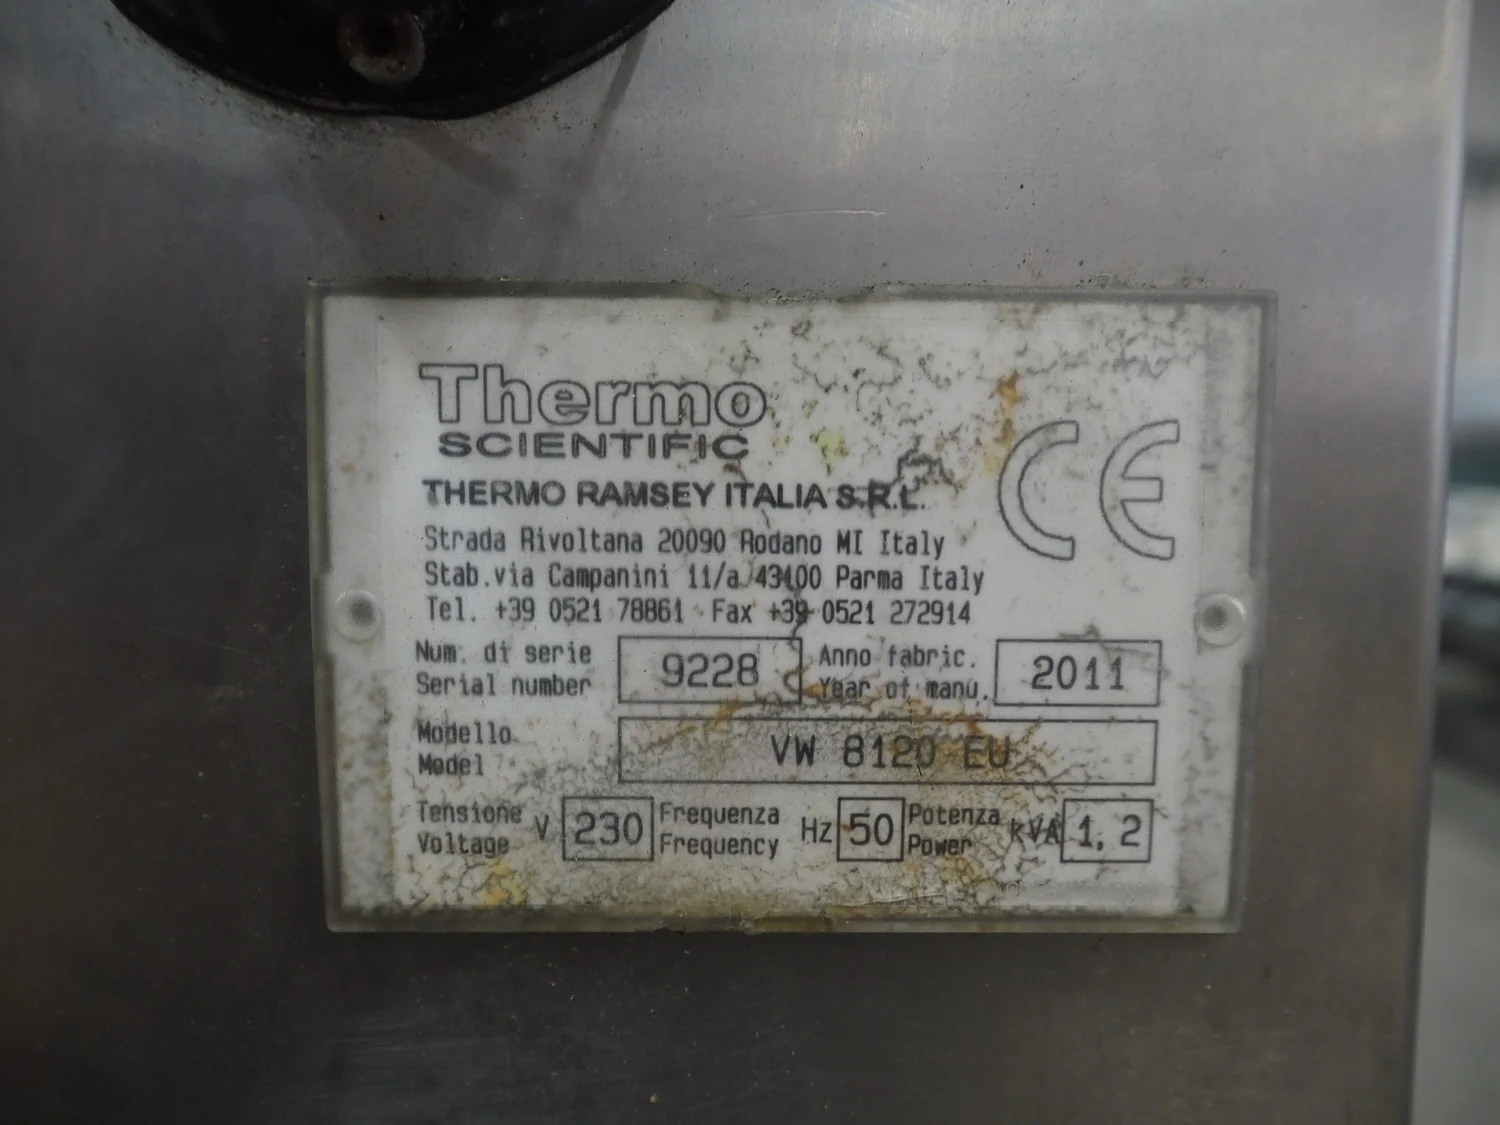 Thermo
SCIENTIFIC
CE
THERMO RAMSEY ITALIA S.R.L.
Strada Rivoltana 20090 Rodano MI Italy
Stab.via Campanini 11/a 43100 Parma Italy
Tel. +39 0521 78861 Fax +39 0521 272914
Num. di serie 9228 Anno fabric. 2011
Serial number Year of manu.
Modello VW 8120 EU
Model
Tensione V 230 Frequenza Hz 50 Potenza kVA 1,2
Voltage Frequency Power